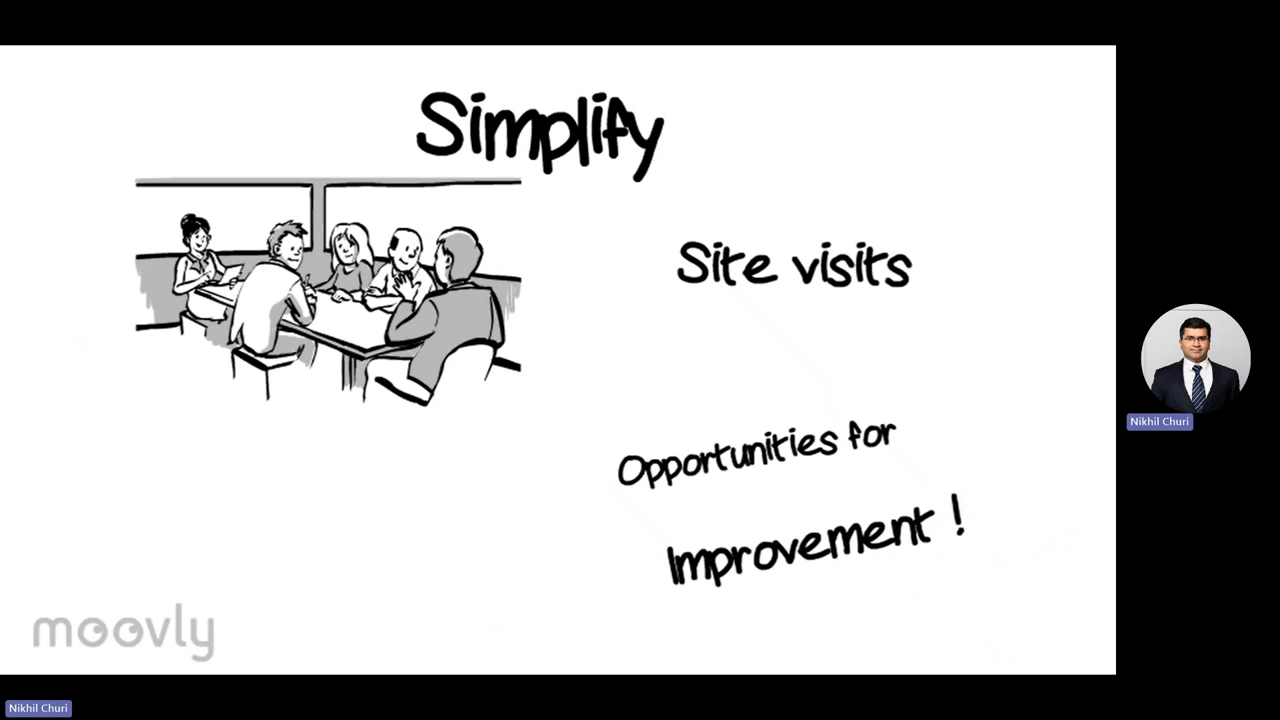 Simplify
Site visits
Opportunities for
Improvement !
moovly
Nikhil Churi
Nikhil Churi